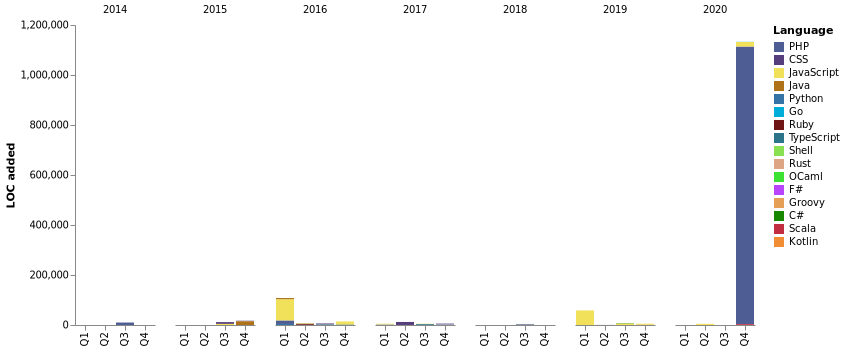 2014 2015 2016 2017 2018 2019 2020
1,200,000
1,000,000
800,000
600,000
400,000
200,000
0
LOC added
Q1 Q2 Q3 Q4 Q1 Q2 Q3 Q4 Q1 Q2 Q3 Q4 Q1 Q2 Q3 Q4 Q1 Q2 Q3 Q4 Q1 Q2 Q3 Q4 Q1 Q2 Q3 Q4
Language
PHP
CSS
JavaScript
Java
Python
Go
Ruby
TypeScript
Shell
Rust
OCaml
F#
Groovy
C#
Scala
Kotlin